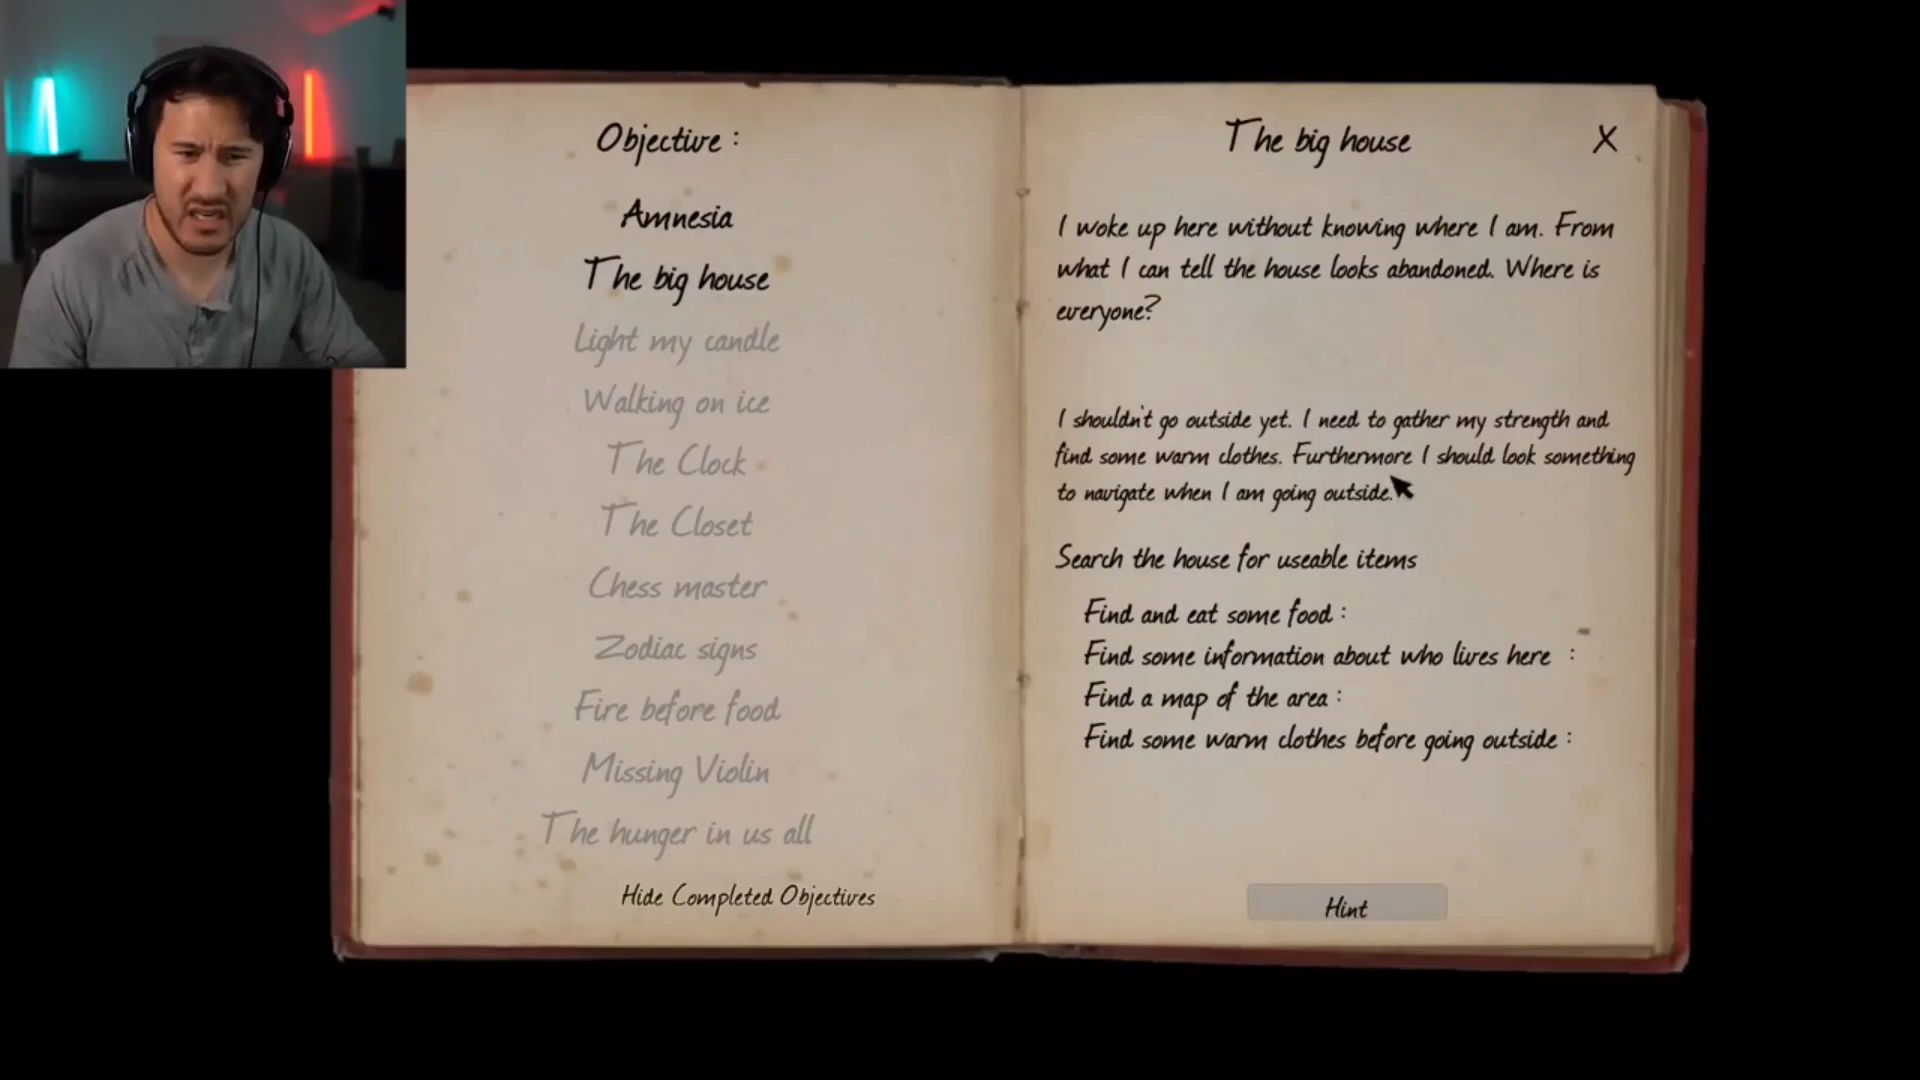 Objective :
Amnesia
The big house
Light my candle
Walking on ice
The Clock
The Closet
Chess master
Zodiac signs
Fire before food
Missing Violin
The hunger in us all
Hide Completed Objectives
The big house
X
I woke up here without knowing where I am. From
what I can tell the house looks abandoned. Where is
everyone?
I shouldn't go outside yet. I need to gather my strength and
find some warm clothes. Furthermore I should look something
to navigate when I am going outside.
Search the house for useable items
Find and eat some food :
Find some information about who lives here :
Find a map of the area :
Find some warm clothes before going outside :
Hint